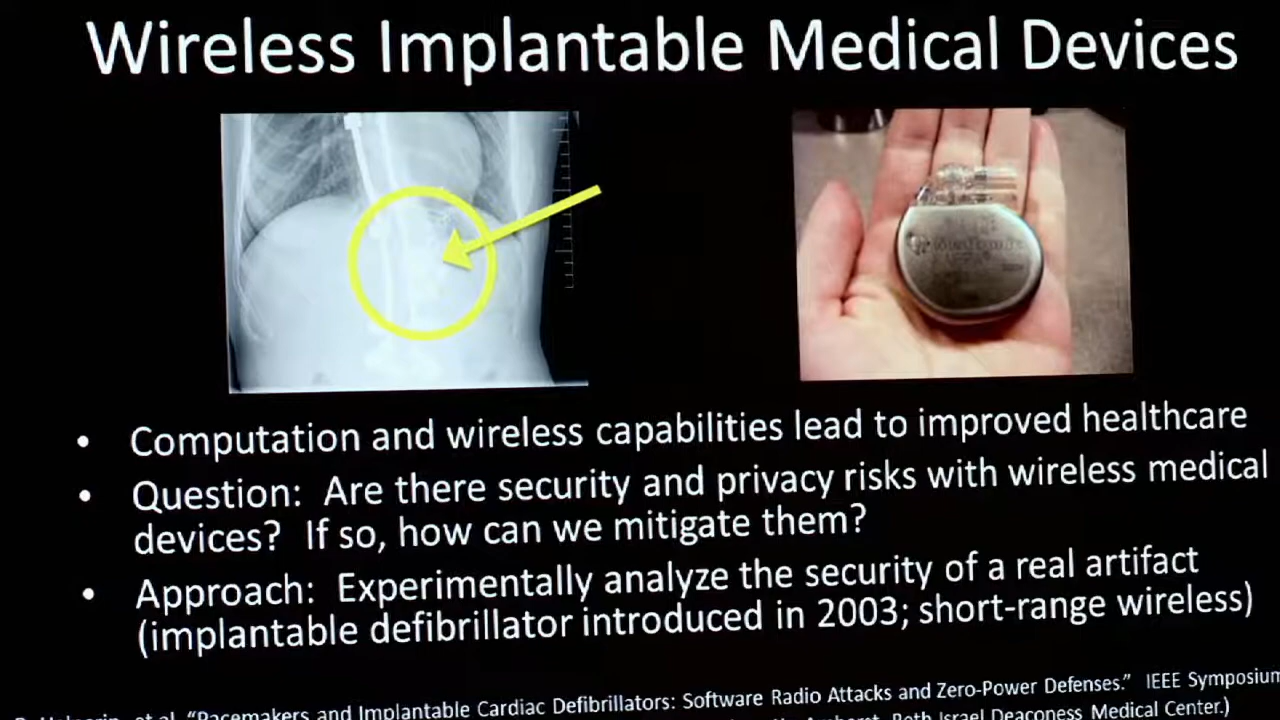 Wireless Implantable Medical Devices
• Computation and wireless capabilities lead to improved healthcare
• Question: Are there security and privacy risks with wireless medical
devices? If so, how can we mitigate them?
• Approach: Experimentally analyze the security of a real artifact
(implantable defibrillator introduced in 2003; short-range wireless)
et al. “Pacemakers and Implantable Cardiac Defibrillators: Software Radio Attacks and Zero-Power Defenses.” IEEE Symposium
Beth Israel Deaconess Medical Center.)